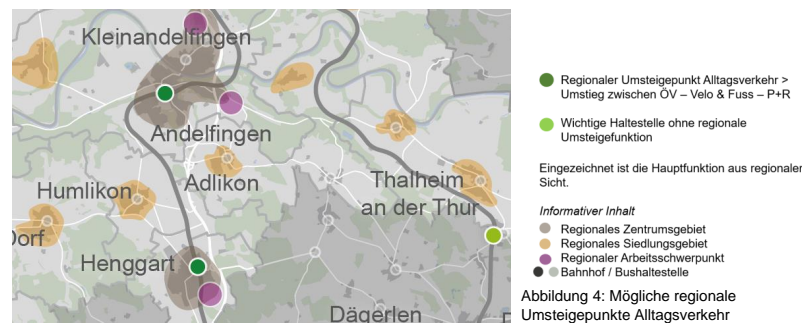 Kleinandelfingen
Andelfingen
Adlikon
Humlikon
Thalheim
an der Thur
Dorf
Henggart
Dägerlen
Regionaler Umsteigepunkt Alltagsverkehr >
Umstieg zwischen ÖV – Velo & Fuss – P+R
Wichtige Haltestelle ohne regionale
Umsteigefunktion
Eingezeichnet ist die Hauptfunktion aus regionaler
Sicht.
Informativer Inhalt
Regionales Zentrumsgebiet
Regionales Siedlungsgebiet
Regionaler Arbeitsschwerpunkt
Bahnhof / Bushaltestelle
Abbildung 4: Mögliche regionale
Umsteigepunkte Alltagsverkehr